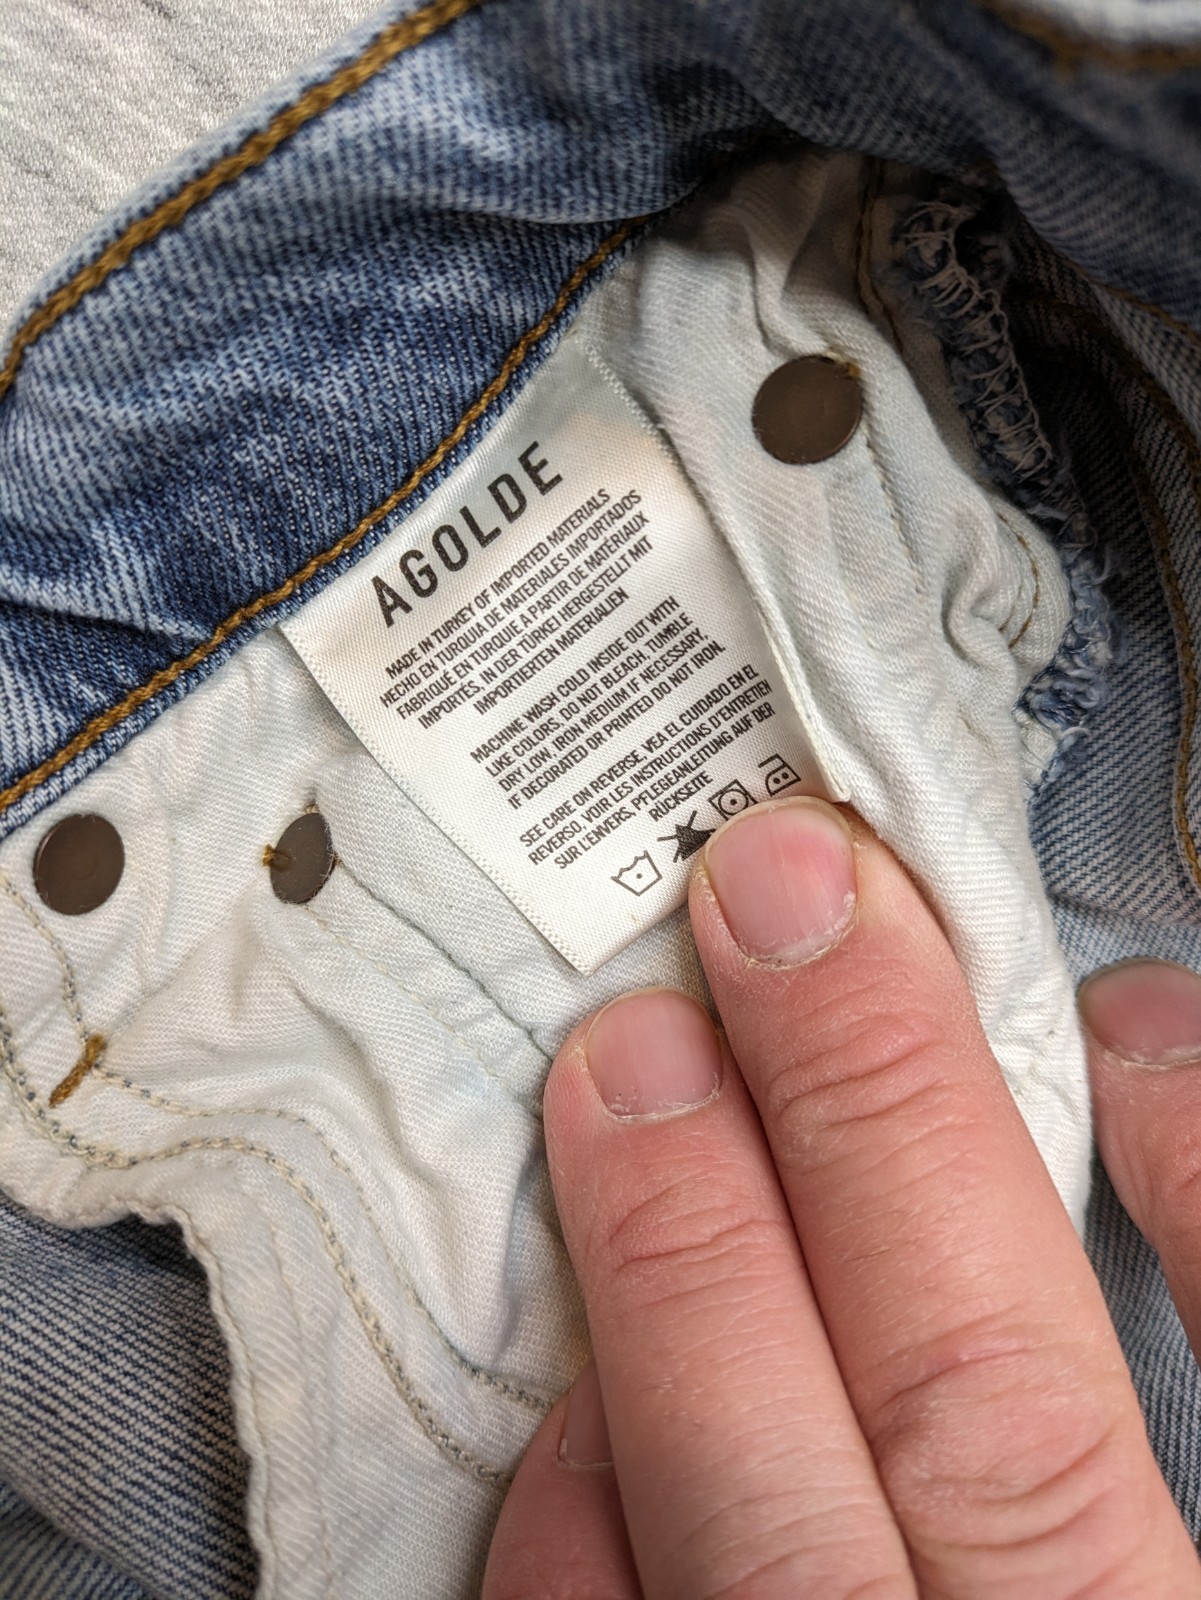 AGOLDE
MADE IN TURKEY OF IMPORTED MATERIALS
HECHO EN TURQUIA DE MATERIALES IMPORTADOS
FABRIQUÉ EN TURQUIE A PARTIR DE MATÉRIAUX
IMPORTÉS, IN DER TÜRKEI HERGESTELLT MIT
IMPORTIERTEN MATERIALIEN
MACHINE WASH COLD INSIDE OUT WITH
LIKE COLORS, DO NOT BLEACH, TUMBLE
DRY LOW, IRON MEDIUM IF NECESSARY,
IF DECORATED OR PRINTED DO NOT IRON.
SEE CARE ON REVERSE, VEA EL CUIDADO EN EL
REVERSO, VOIR LES INSTRUCTIONS D'ENTRETIEN
SUR L'ENVERS, PFLEGEANLEITUNG AUF DER
RÜCKSEITE